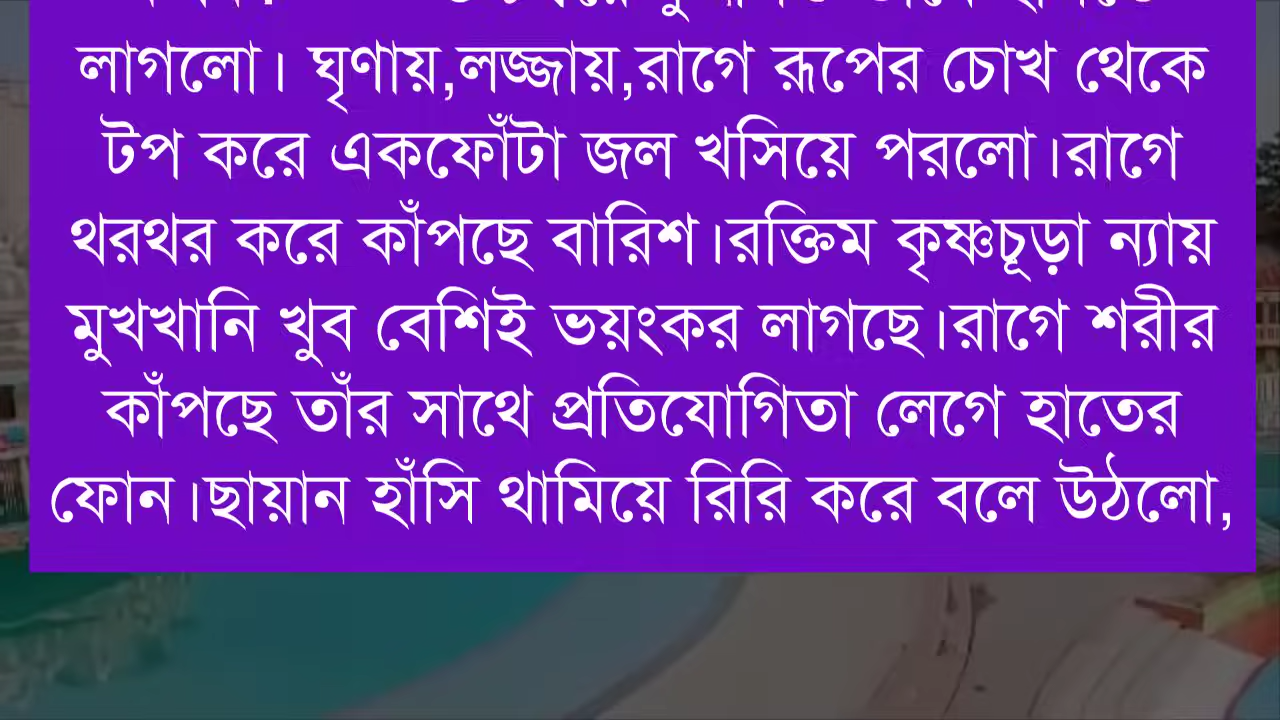 লাগলো। ঘৃণায়,লজ্জায়,রাগে রূপের চোখ থেকে
টপ করে একফোঁটা জল খসিয়ে পরলো।রাগে
থরথর করে কাঁপছে বারিশ।রক্তিম কৃষ্ণচূড়া ন্যায়
মুখখানি খুব বেশিই ভয়ংকর লাগছে।রাগে শরীর
কাঁপছে তাঁর সাথে প্রতিযোগিতা লেগে হাতের
ফোন।ছায়ান হাঁসি থামিয়ে রিরি করে বলে উঠলো,